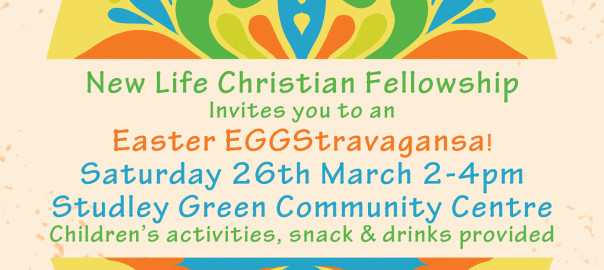 New Life Christian Fellowship
Invites you to an
Easter EGGStravagansa!
Saturday 26th March 2-4pm
Studley Green Community Centre
Children's activities, snack & drinks provided